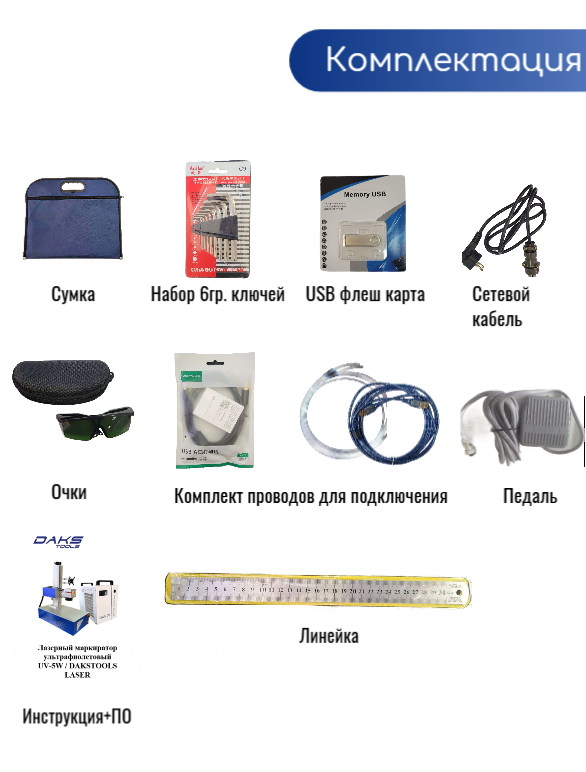 Комплектация
Memory USB
Сумка
Набор 6гр. ключей
USB флеш карта
Сетевой
кабель
Очки
Комплект проводов для подключения
Педаль
DAKS
TOOLS
Лазерный маркиратор
ультрафиолетовый
UV-5W / DAKSTOOLS
LASER
Линейка
Инструкция+ПО